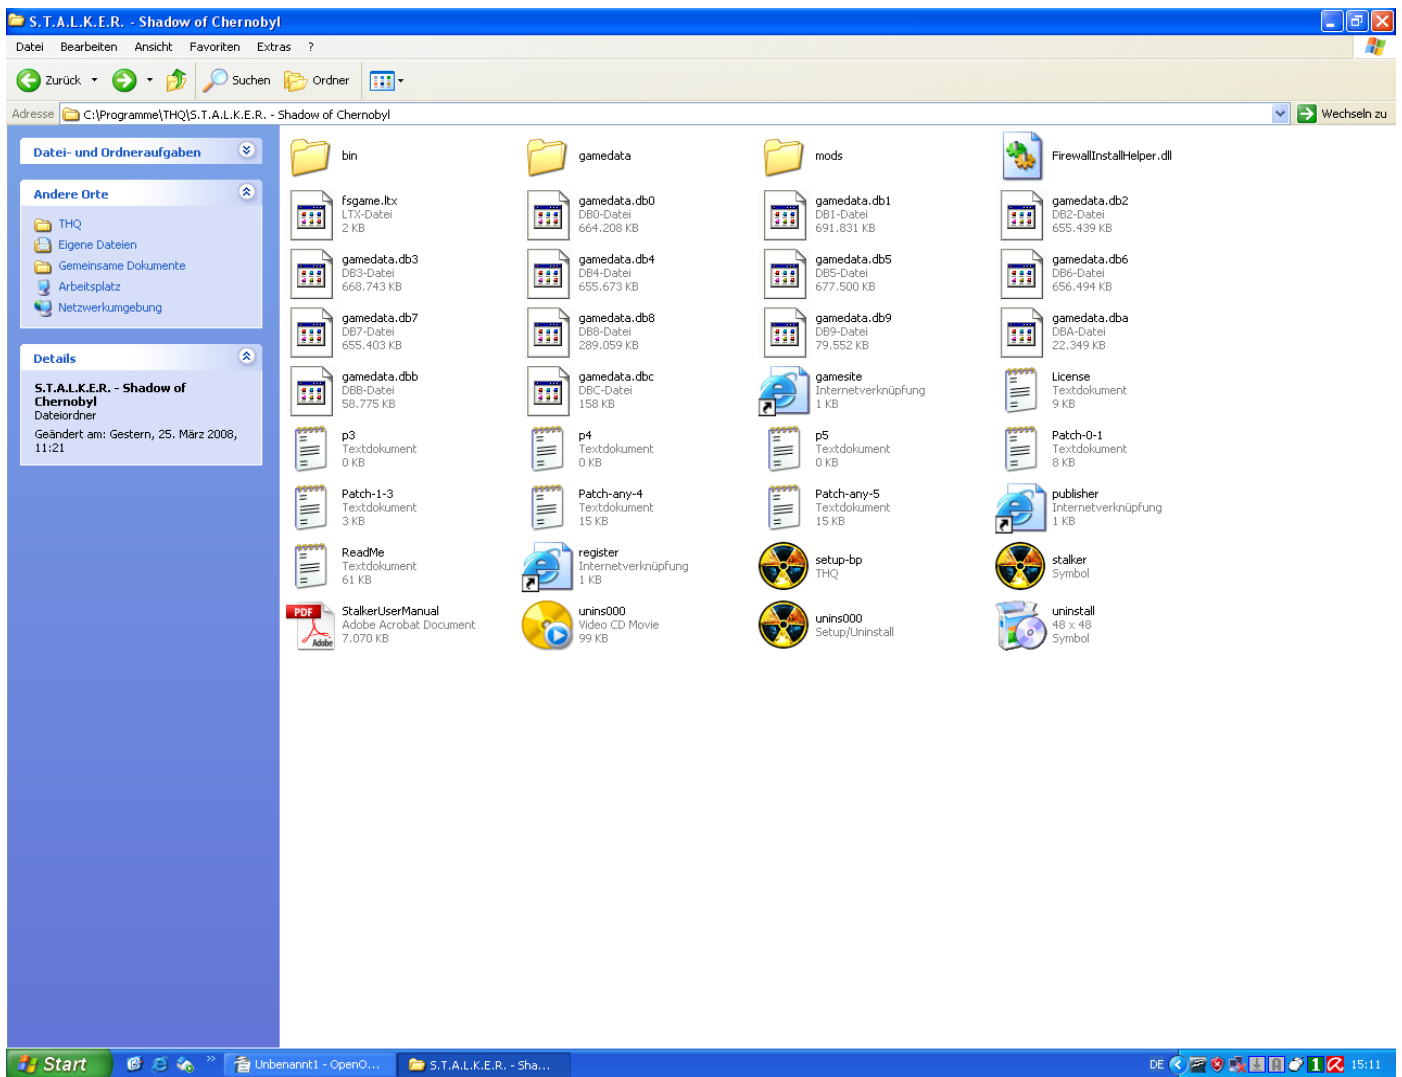 S.T.A.L.K.E.R. - Shadow of Chernobyl
Datei Bearbeiten Ansicht Favoriten Extras ?
Zurück Suchen Ordner
Adresse C:\Programme\THQ\S.T.A.L.K.E.R. - Shadow of Chernobyl Wechseln zu
Datei- und Ordneraufgaben
Andere Orte
THQ
Eigene Dateien
Gemeinsame Dokumente
Arbeitsplatz
Netzwerkumgebung
Details
S.T.A.L.K.E.R. - Shadow of
Chernobyl
Dateiordner
Geändert am: Gestern, 25. März 2008,
11:21
bin
gamedata
mods
FirewallInstallHelper.dll
fsgame.ltx
LTX-Datei
2 KB
gamedata.db0
DB0-Datei
664.208 KB
gamedata.db1
DB1-Datei
691.831 KB
gamedata.db2
DB2-Datei
655.439 KB
gamedata.db3
DB3-Datei
668.743 KB
gamedata.db4
DB4-Datei
655.673 KB
gamedata.db5
DB5-Datei
677.500 KB
gamedata.db6
DB6-Datei
656.494 KB
gamedata.db7
DB7-Datei
655.403 KB
gamedata.db8
DB8-Datei
289.059 KB
gamedata.db9
DB9-Datei
79.552 KB
gamedata.dba
DBA-Datei
22.349 KB
gamedata.dbb
DBB-Datei
58.775 KB
gamedata.dbc
DBC-Datei
158 KB
gamesite
Internetverknüpfung
1 KB
License
Textdokument
9 KB
p3
Textdokument
0 KB
p4
Textdokument
0 KB
p5
Textdokument
0 KB
Patch-0-1
Textdokument
8 KB
Patch-1-3
Textdokument
3 KB
Patch-any-4
Textdokument
15 KB
Patch-any-5
Textdokument
15 KB
publisher
Internetverknüpfung
1 KB
ReadMe
Textdokument
61 KB
register
Internetverknüpfung
1 KB
setup-bp
THQ
stalker
Symbol
PDF
Adobe
StalkerUserManual
Adobe Acrobat Document
7.070 KB
unins000
Video CD Movie
99 KB
unins000
Setup/Uninstall
uninstall
48 x 48
Symbol
Start Unbenannt1 - OpenO... S.T.A.L.K.E.R. - Sha... DE 1 15:11